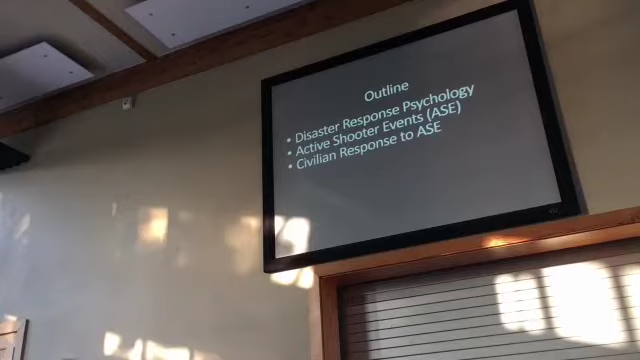 Outline
• Disaster Response Psychology
• Active Shooter Events (ASE)
• Civilian Response to ASE